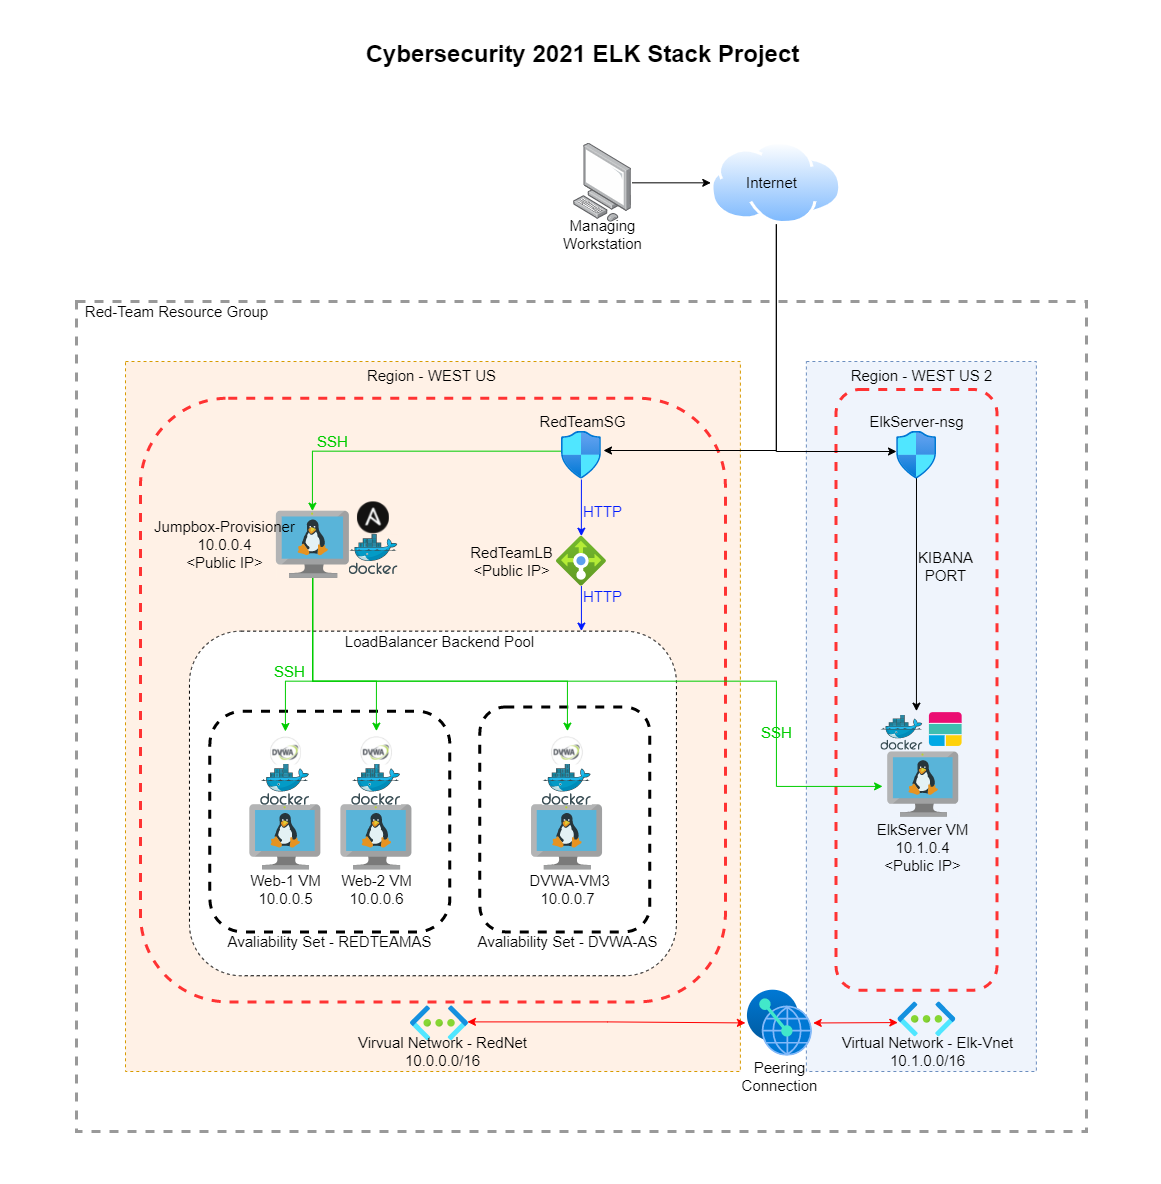 Cybersecurity 2021 ELK Stack Project
Internet
Managing
Workstation
Red-Team Resource Group
Region - WEST US
Region - WEST US 2
RedTeamSG
ElkServer-nsg
SSH
HTTP
Jumpbox-Provisioner
10.0.0.4
<Public IP>
docker
RedTeamLB
<Public IP>
KIBANA
PORT
HTTP
LoadBalancer Backend Pool
SSH
SSH
DVWA
docker
Web-1 VM
10.0.0.5
DVWA
docker
Web-2 VM
10.0.0.6
Avaliability Set - REDTEAMAS
DVWA
docker
DVWA-VM3
10.0.0.7
Avaliability Set - DVWA-AS
docker
ElkServer VM
10.1.0.4
<Public IP>
Virvual Network - RedNet
10.0.0.0/16
Peering
Connection
Virtual Network - Elk-Vnet
10.1.0.0/16